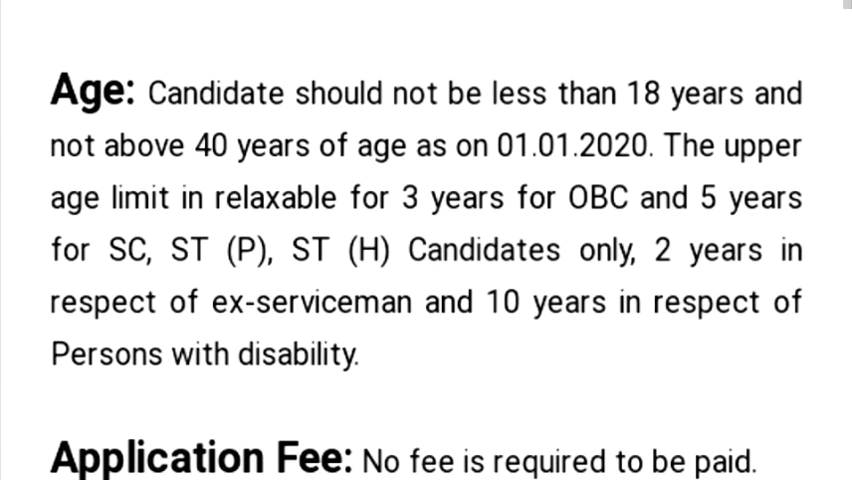 Age: Candidate should not be less than 18 years and
not above 40 years of age as on 01.01.2020. The upper
age limit in relaxable for 3 years for OBC and 5 years
for SC, ST (P), ST (H) Candidates only, 2 years in
respect of ex-serviceman and 10 years in respect of
Persons with disability.
Application Fee: No fee is required to be paid.